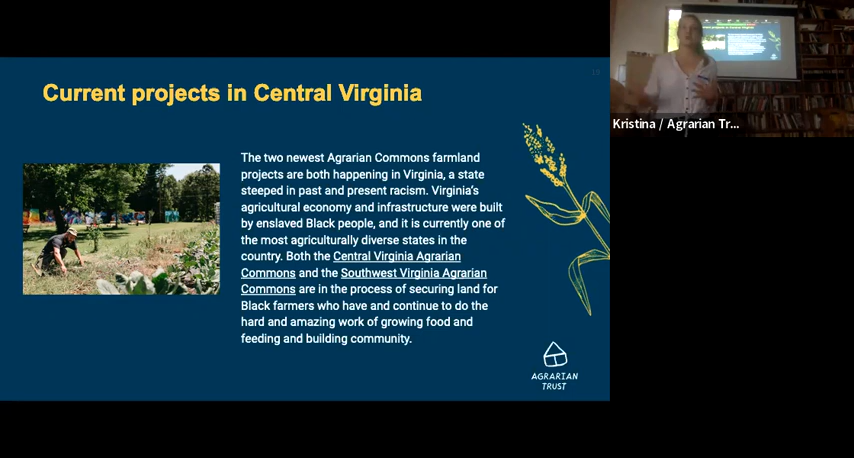 Current projects in Central Virginia
19
The two newest Agrarian Commons farmland
projects are both happening in Virginia, a state
steeped in past and present racism. Virginia's
agricultural economy and infrastructure were built
by enslaved Black people, and it is currently one of
the most agriculturally diverse states in the
country. Both the Central Virginia Agrarian
Commons and the Southwest Virginia Agrarian
Commons are in the process of securing land for
Black farmers who have and continue to do the
hard and amazing work of growing food and
feeding and building community.
AGRARIAN
TRUST
Kristina / Agrarian Tr...